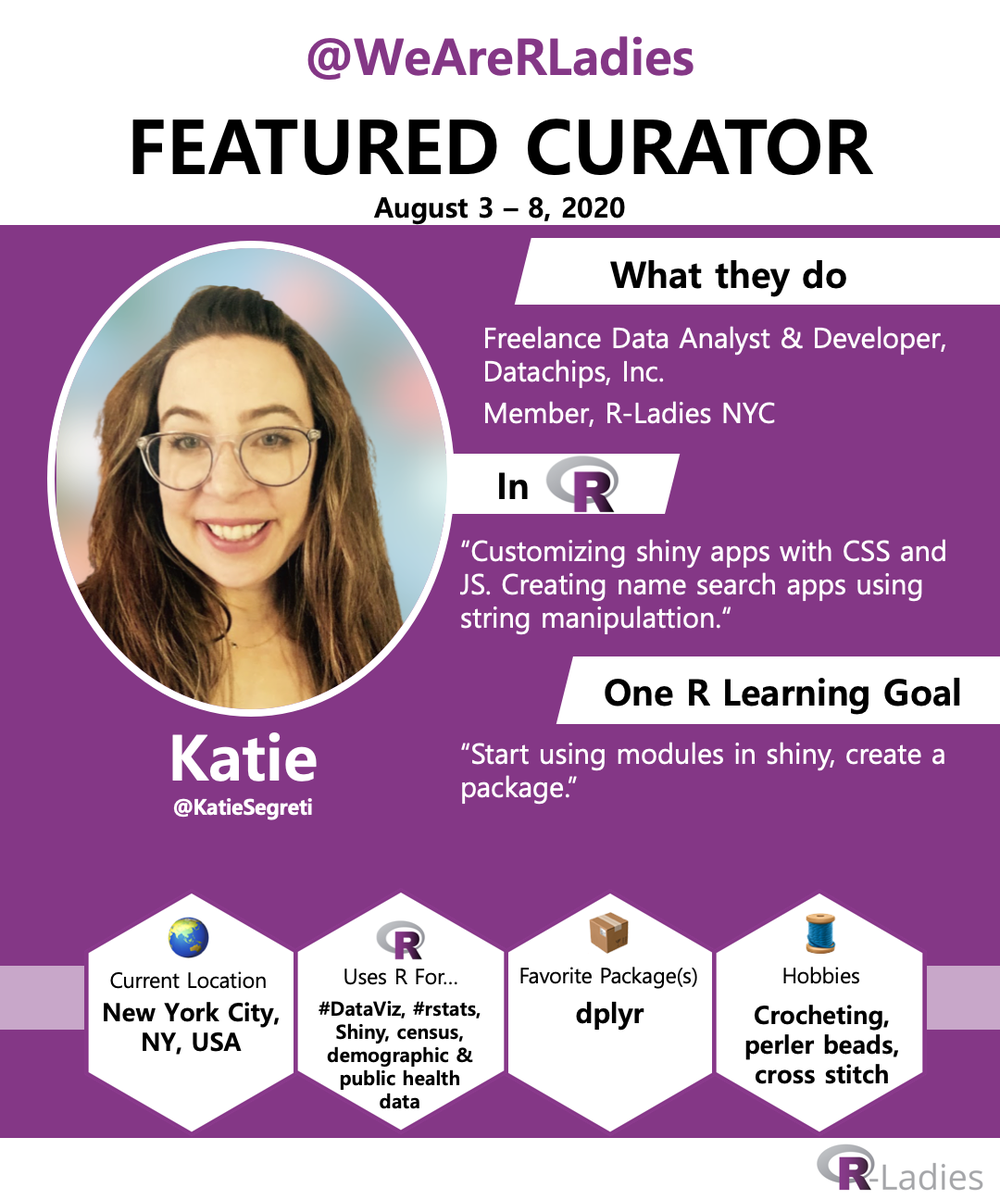 @WeAreRLadies
FEATURED CURATOR
August 3 – 8, 2020
What they do
Freelance Data Analyst & Developer,
Datachips, Inc.
Member, R-Ladies NYC
In R
“Customizing shiny apps with CSS and
JS. Creating name search apps using
string manipulattion.“
One R Learning Goal
“Start using modules in shiny, create a
package.”
Katie
@KatieSegreti
Current Location
New York City,
NY, USA
R
Uses R For...
#DataViz, #rstats,
Shiny, census,
demographic &
public health
data
Favorite Package(s)
dplyr
Hobbies
Crocheting,
perler beads,
cross stitch
R-Ladies